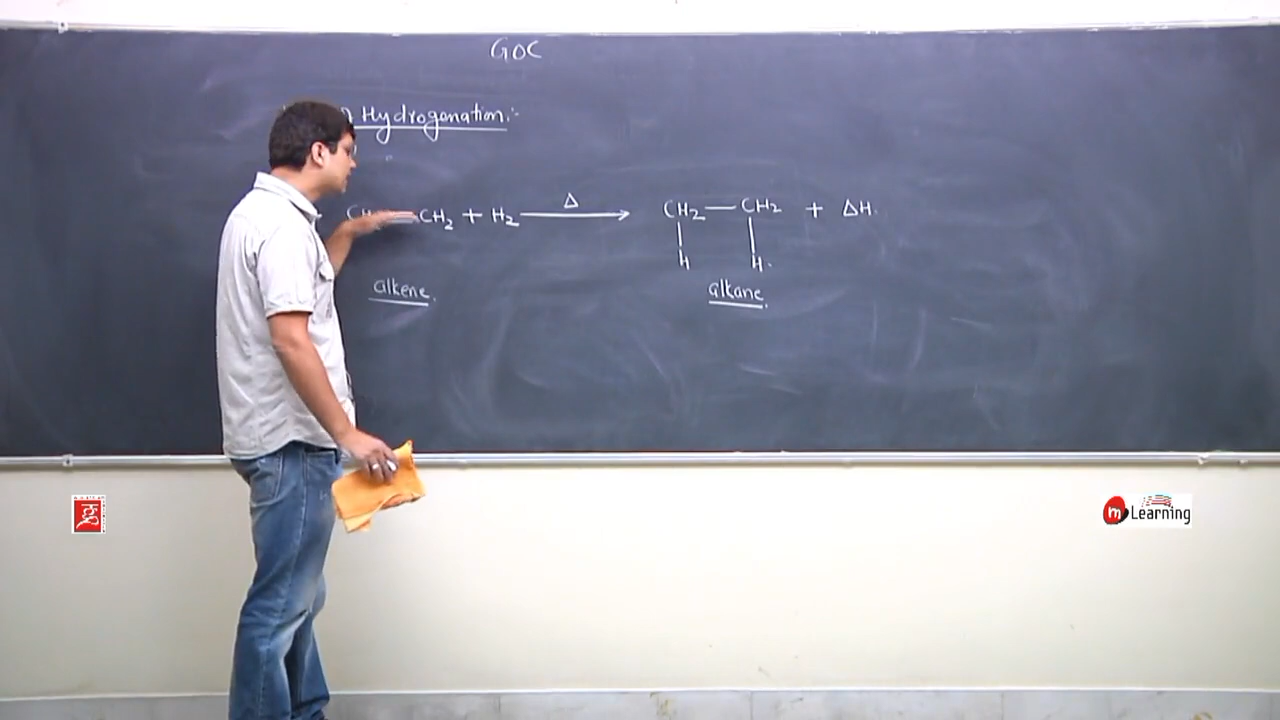 GOC
Hydrogenation:-
CH2 + H2 —Δ→ CH2—CH2 + ΔH.
H H.
alkene. alkane.
m Learning